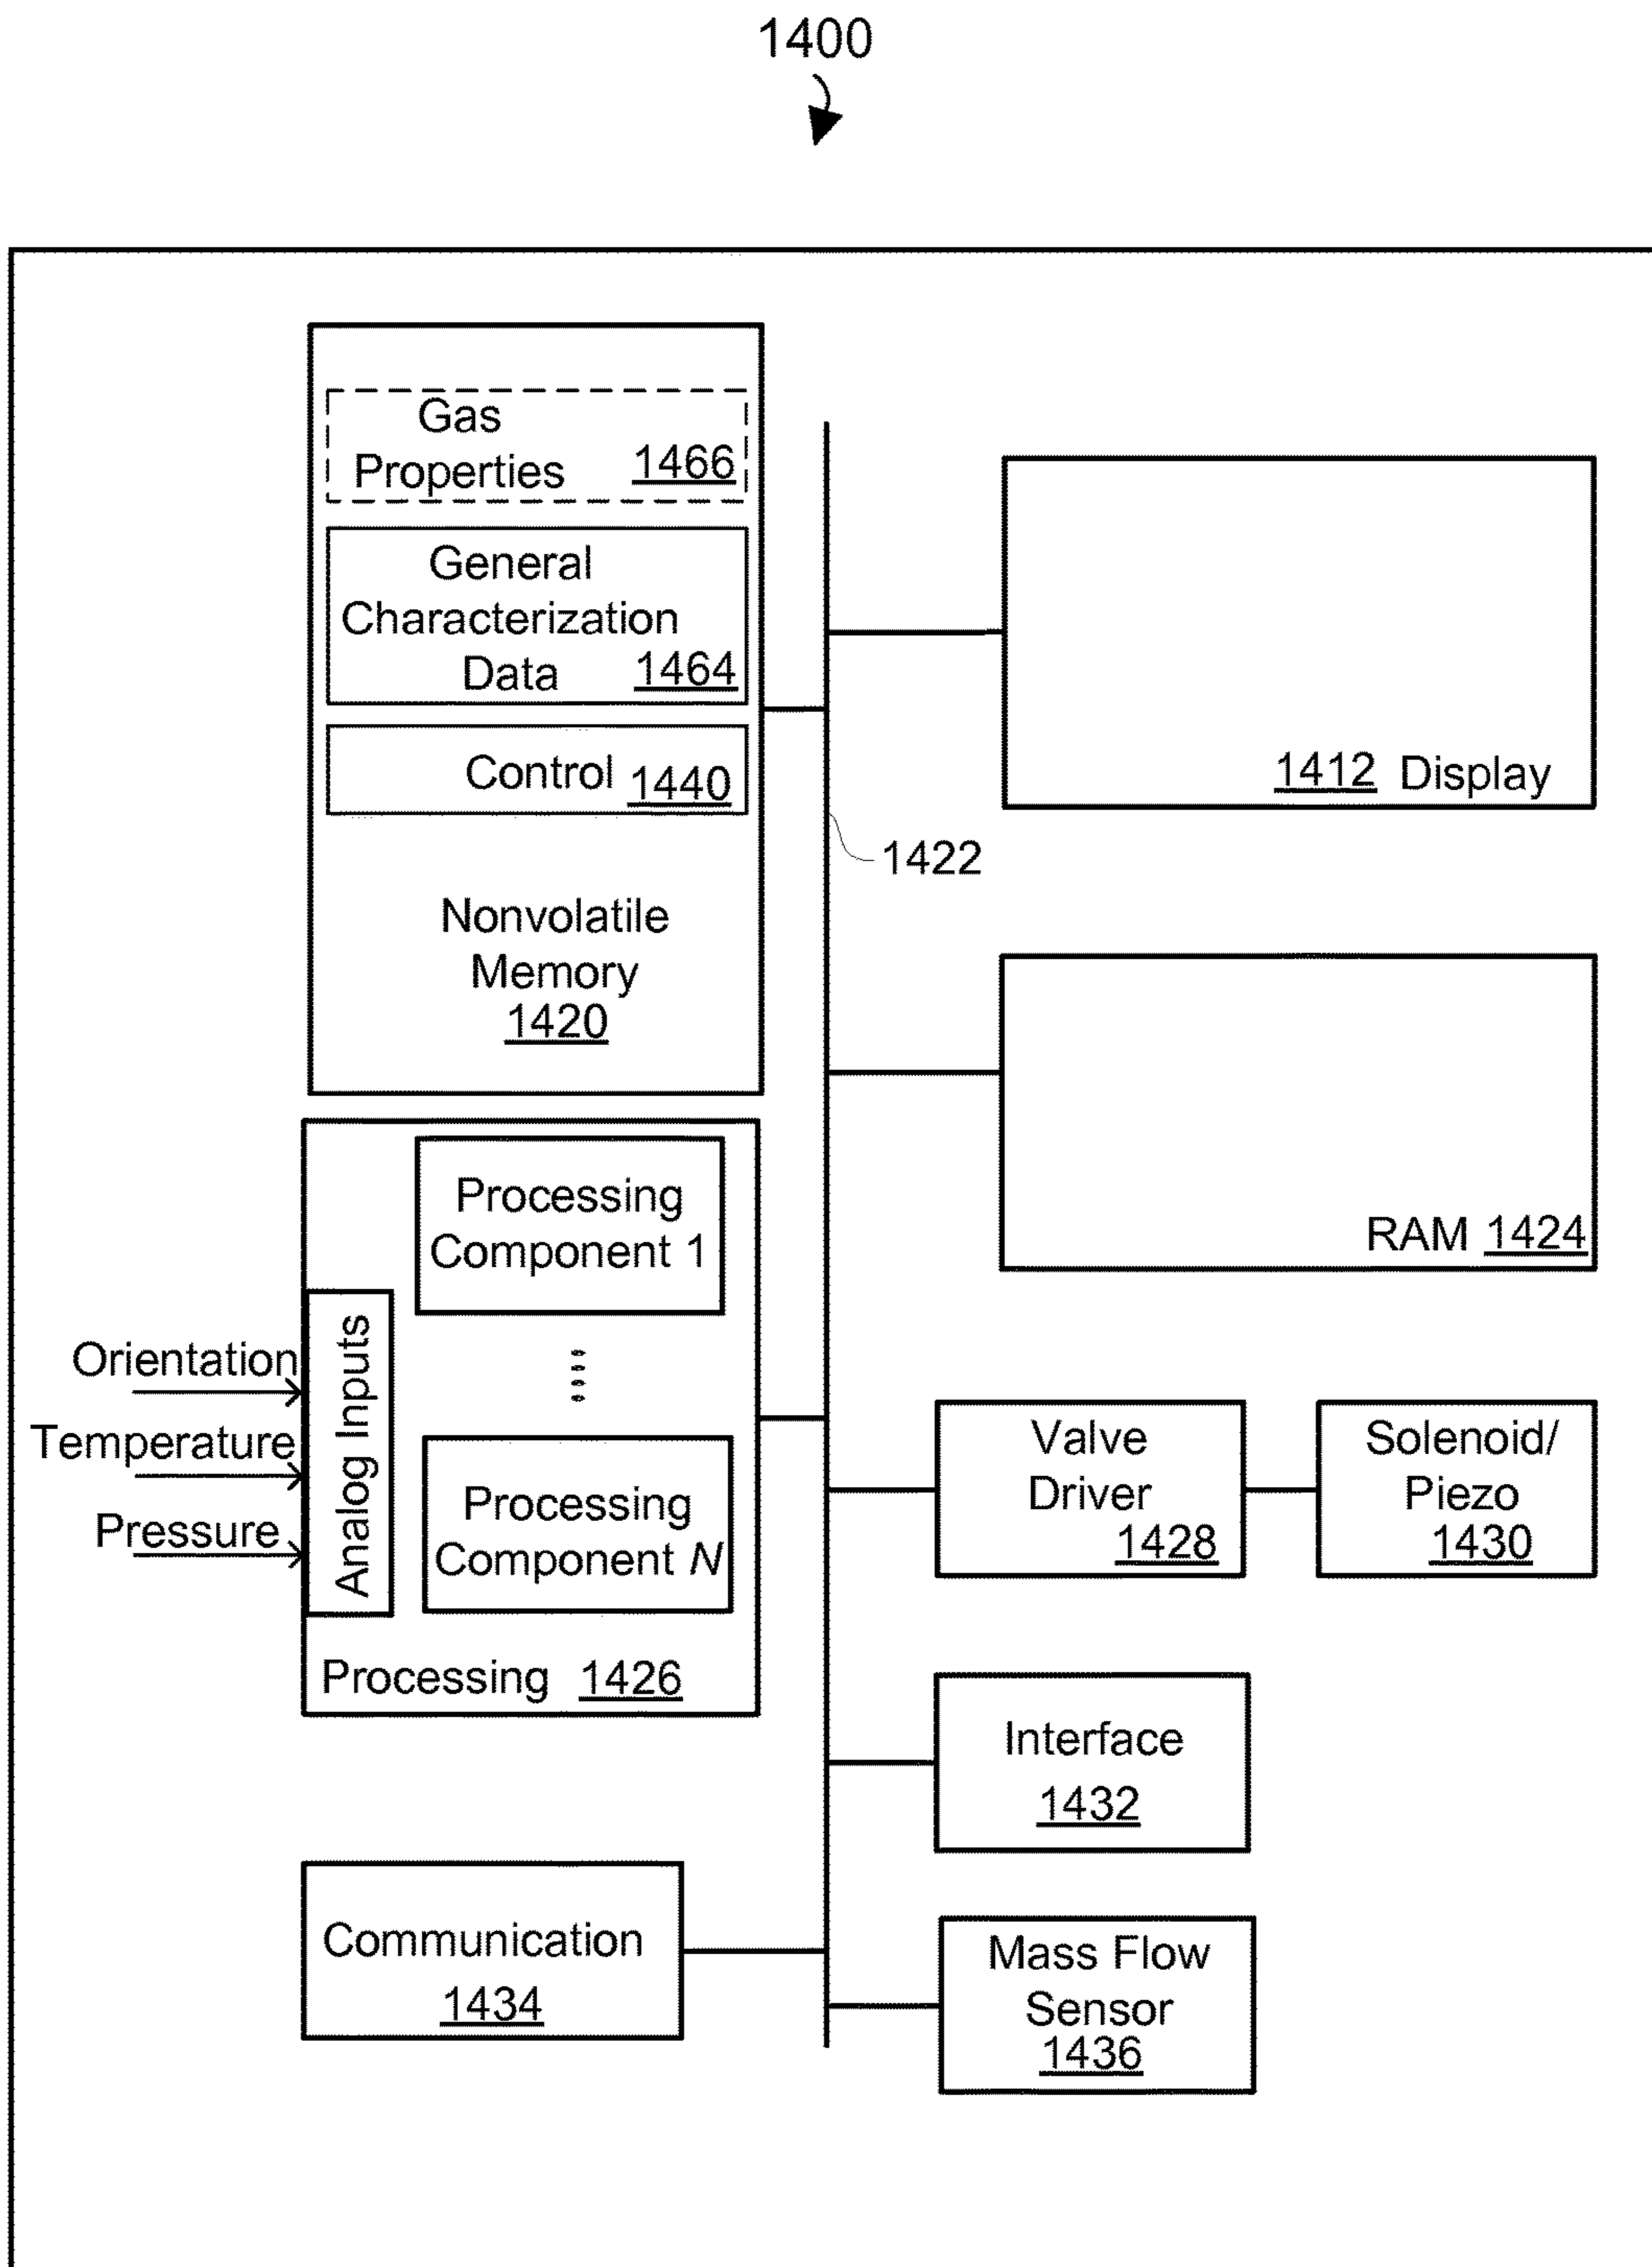 1400
Gas
Properties 1466
General
Characterization
Data 1464
Control 1440
Nonvolatile
Memory
1420
1412 Display
1422
RAM 1424
Processing
Component 1
Orientation
Temperature
Pressure
Analog Inputs
Processing
Component N
Processing 1426
Valve
Driver
1428
Solenoid/
Piezo
1430
Interface
1432
Communication
1434
Mass Flow
Sensor
1436